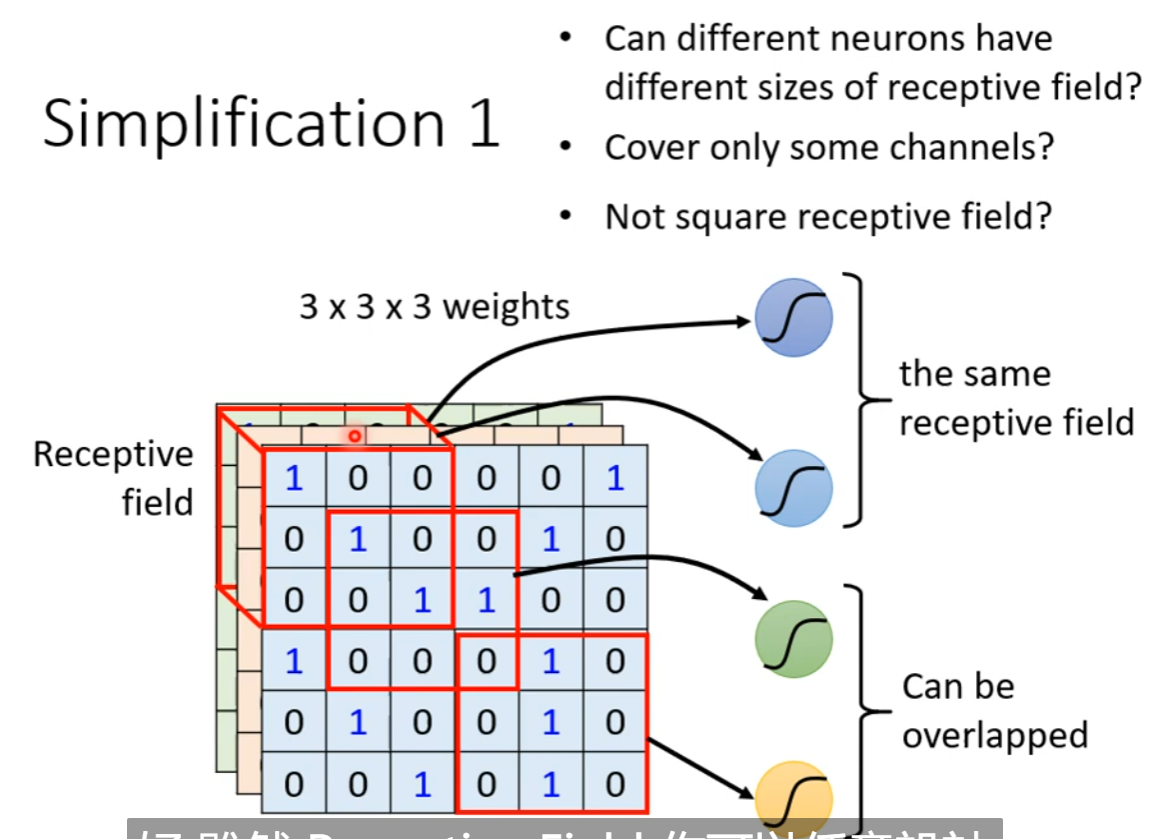 Simplification 1
• Can different neurons have
different sizes of receptive field?
• Cover only some channels?
• Not square receptive field?
3 x 3 x 3 weights
the same
receptive field
Receptive
field
1 0 0 0 0 1
0 1 0 0 1 0
0 0 1 1 0 0
1 0 0 0 1 0
0 1 0 0 1 0
0 0 1 0 1 0
Can be
overlapped
Receptive Field